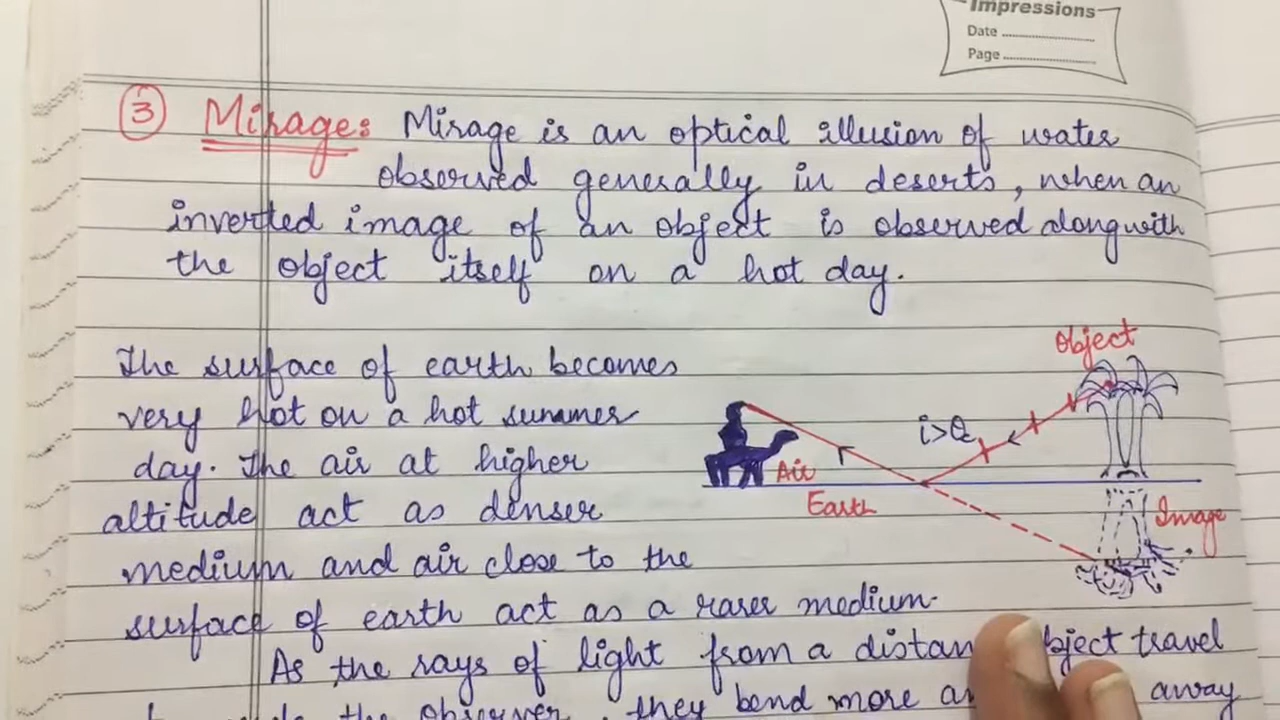 Impressions
Date
Page
3 Mirage: Mirage is an optical illusion of water
observed generally in deserts, when an
inverted image of an object is observed alongwith
the object itself on a hot day.
The surface of earth becomes
very hot on a hot summer
day. The air at higher
altitude act as denser
medium and air close to the
surface of earth act as a rarer medium.
Object
i>
Air
Earth
Image
As the rays of light from a distan bject travel
the observer, they bend more away